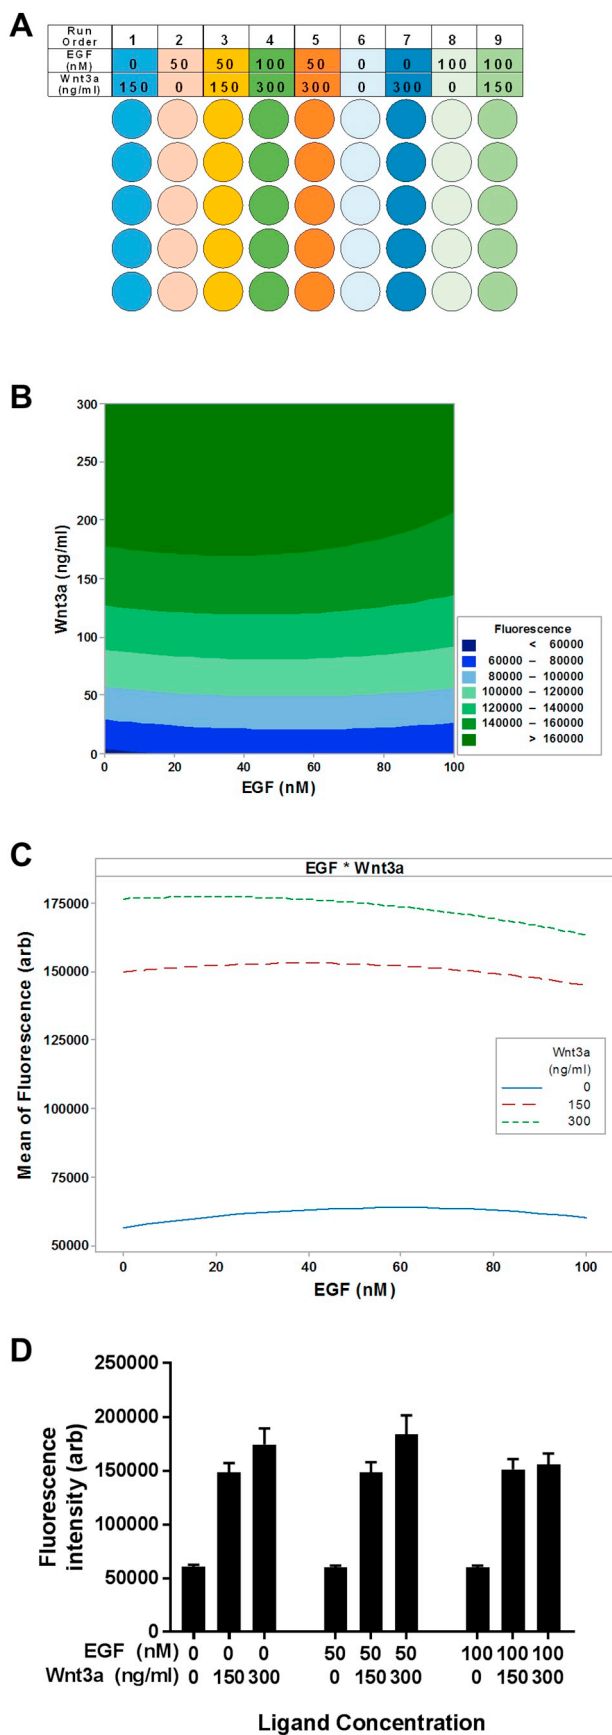 A
Run Order 1 2 3 4 5 6 7 8 9
EGF (nM) 0 50 50 100 50 0 0 100 100
Wnt3a (ng/ml) 150 0 150 300 300 0 300 0 150
B
300
250
200
150
100
50
0
Wnt3a (ng/ml)
0 20 40 60 80 100
EGF (nM)
Fluorescence
< 60000
60000 – 80000
80000 – 100000
100000 – 120000
120000 – 140000
140000 – 160000
> 160000
C
EGF * Wnt3a
175000
150000
125000
100000
75000
50000
Mean of Fluorescence (arb)
Wnt3a
(ng/ml)
0
150
300
0 20 40 60 80 100
EGF (nM)
D
250000
200000
150000
100000
50000
0
Fluorescence
intensity (arb)
EGF (nM) 0 0 0 50 50 50 100 100 100
Wnt3a (ng/ml) 0 150 300 0 150 300 0 150 300
Ligand Concentration